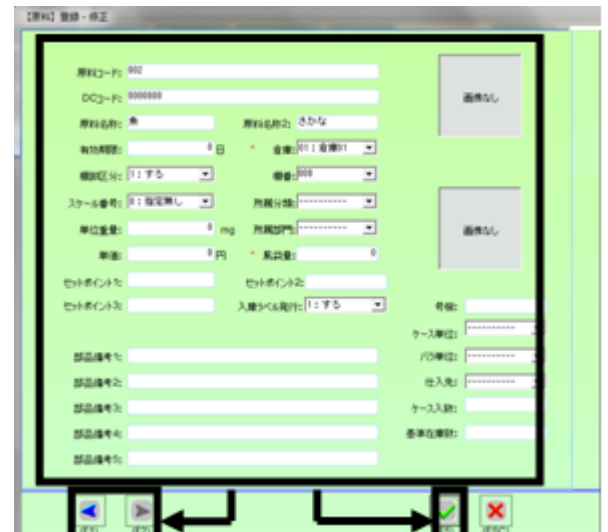 【原料】登録・修正
原料コード: 002
画像なし
DCコード: 0000000
原料名称: 魚 原料名称2: さかな
有効期限: 0 日 * 倉庫: 01:倉庫01
棚卸区分: 1:する 棚番: 000
スケール番号: 0:指定無し 所属分類: ----------
単位重量: 0 mg 所属部門: ----------
画像なし
単価: 0 円 * 風袋量: 0
セットポイント1: セットポイント2:
セットポイント3: 入庫ラベル発行: 1:する 号機:
ケース単位: ----------
部品備考1: バラ単位: ----------
部品備考2: 仕入先: ----------
部品備考3: ケース入数:
部品備考4: 基準在庫数:
部品備考5:
(F1) (F2) (ESC)